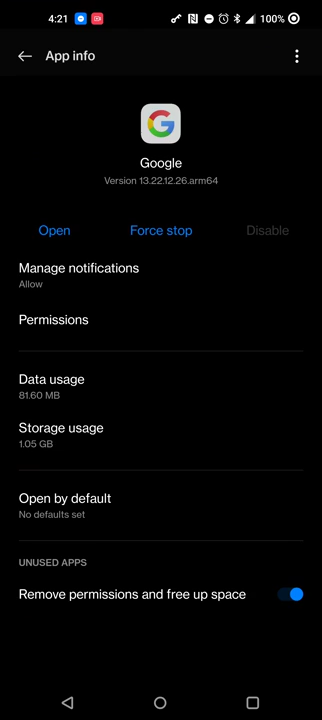 4:21
100%
App info
Google
Version 13.22.12.26.arm64
Open
Force stop
Disable
Manage notifications
Allow
Permissions
Data usage
81.60 MB
Storage usage
1.05 GB
Open by default
No defaults set
UNUSED APPS
Remove permissions and free up space